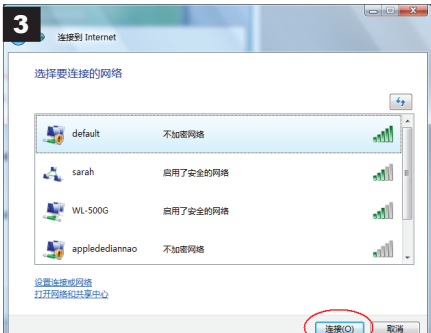 3
连接到 Internet
选择要连接的网络
default 不加密网络
sarah 启用了安全的网络
WL-500G 启用了安全的网络
applediannao 不加密网络
设置连接或网络
打开网络和共享中心
连接(O) 取消